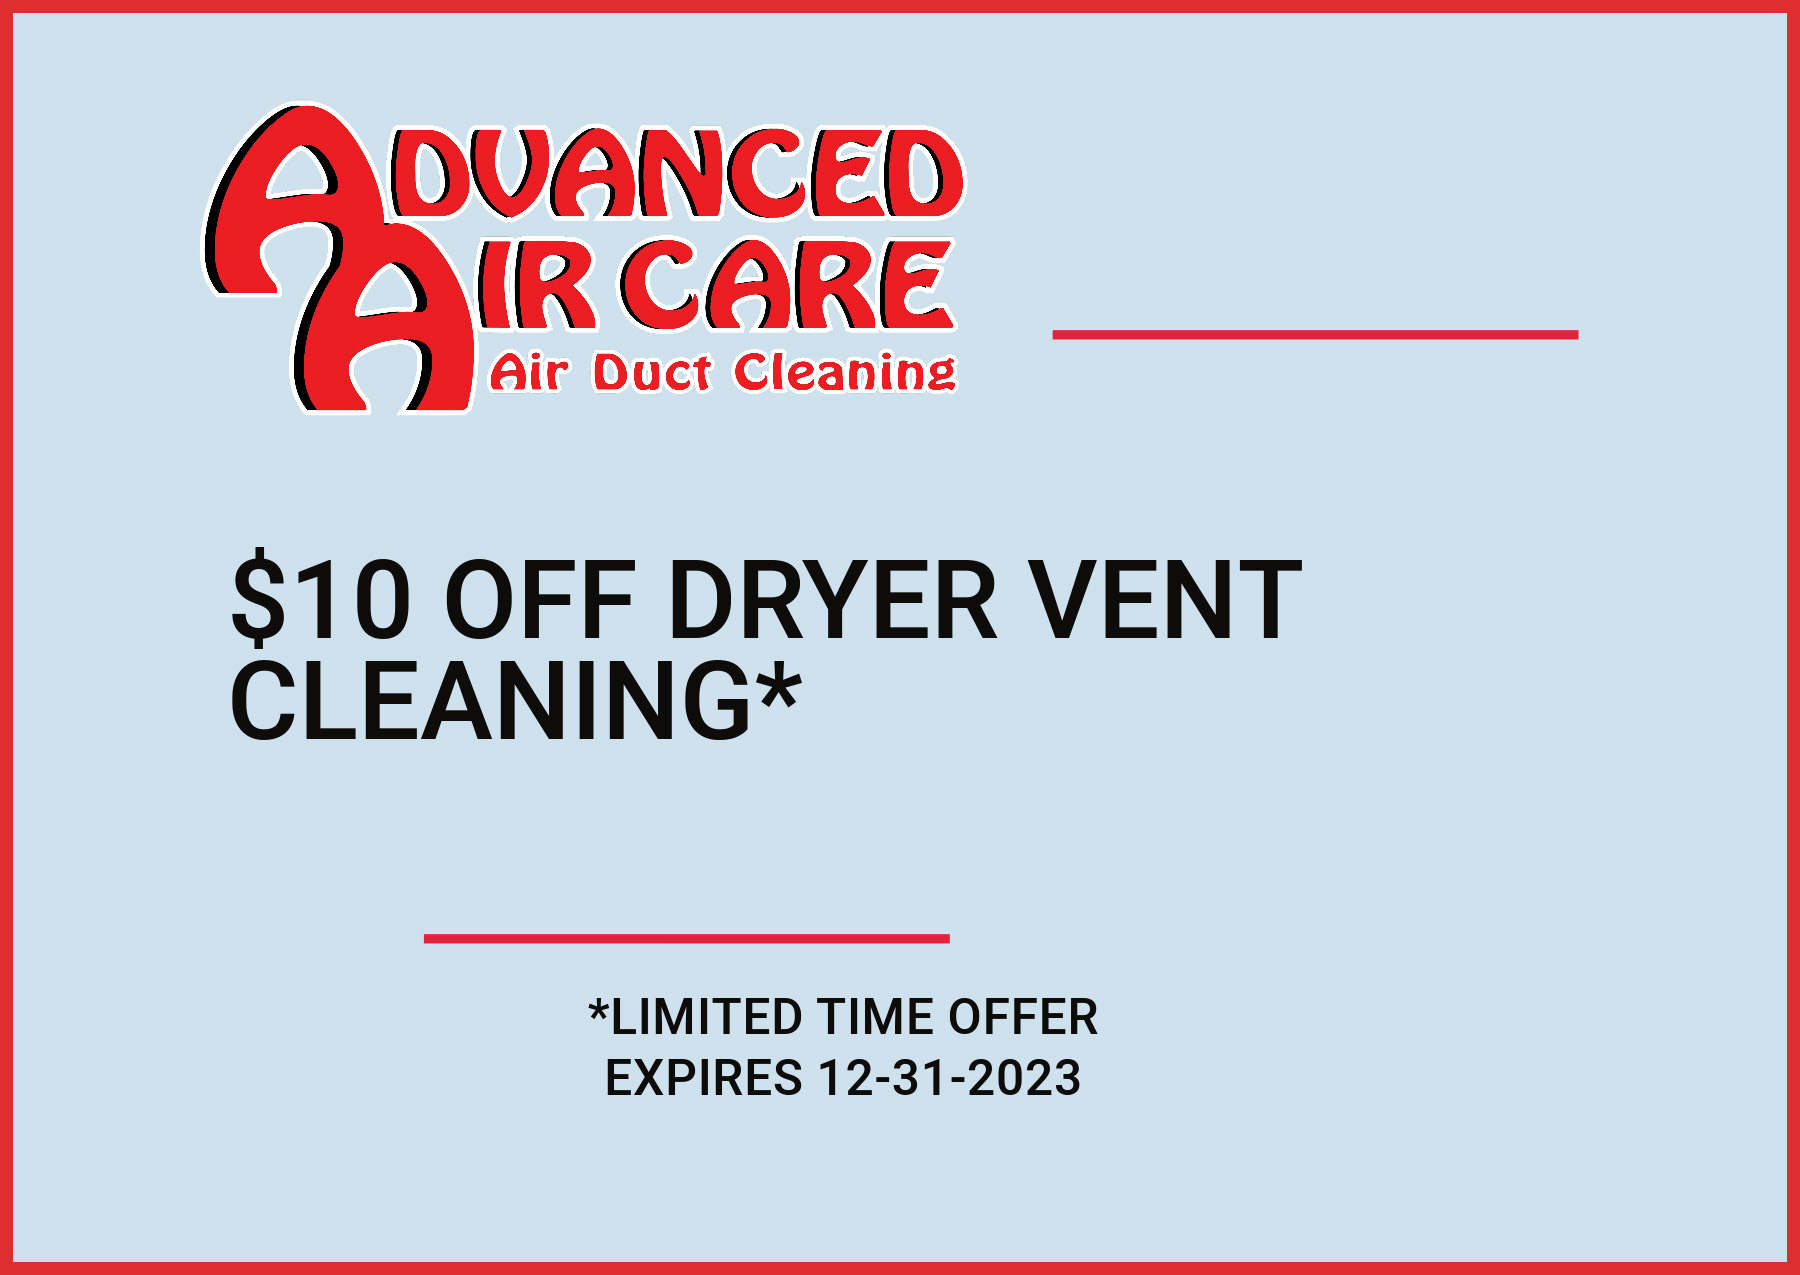 ADVANCED
AIR CARE
Air Duct Cleaning
$10 OFF DRYER VENT
CLEANING*
*LIMITED TIME OFFER
EXPIRES 12-31-2023